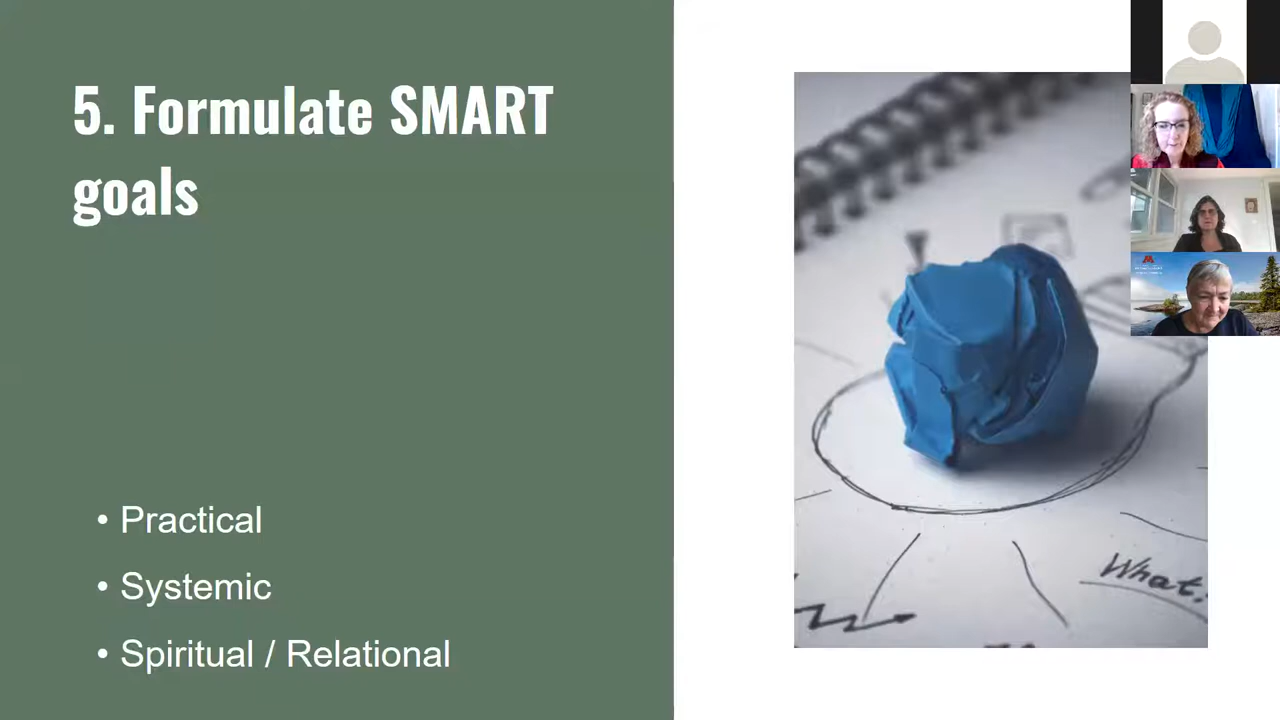 5. Formulate SMART
goals
• Practical
• Systemic
• Spiritual / Relational
What